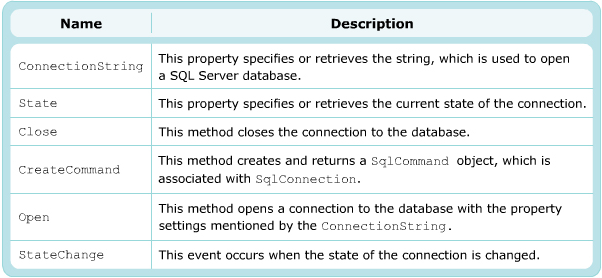 Name Description
ConnectionString This property specifies or retrieves the string, which is used to open
a SQL Server database.
State This property specifies or retrieves the current state of the connection.
Close This method closes the connection to the database.
CreateCommand This method creates and returns a SqlCommand object, which is
associated with SqlConnection.
Open This method opens a connection to the database with the property
settings mentioned by the ConnectionString.
StateChange This event occurs when the state of the connection is changed.